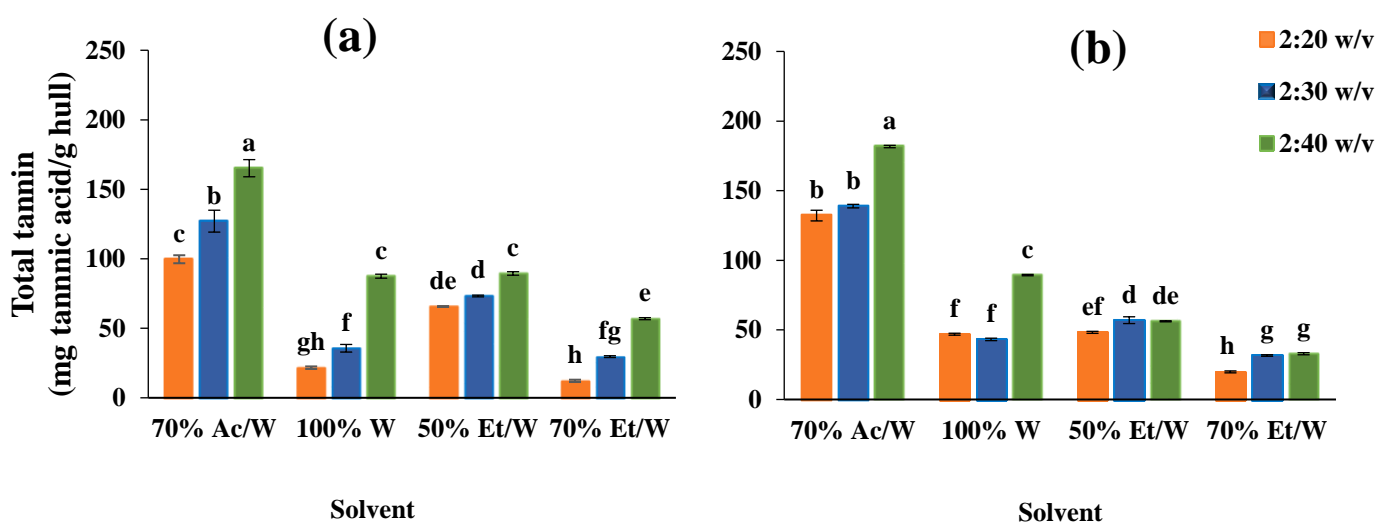 (a)
250
200
150
100
50
0
Total tannin
(mg tannnic acid/g hull)
c b a
gh f c
de d c
h fg e
70% Ac/W 100% W 50% Et/W 70% Et/W
Solvent
(b)
250
200
150
100
50
0
b b a
f f c
ef d de
h g g
70% Ac/W 100% W 50% Et/W 70% Et/W
Solvent
2:20 w/v
2:30 w/v
2:40 w/v